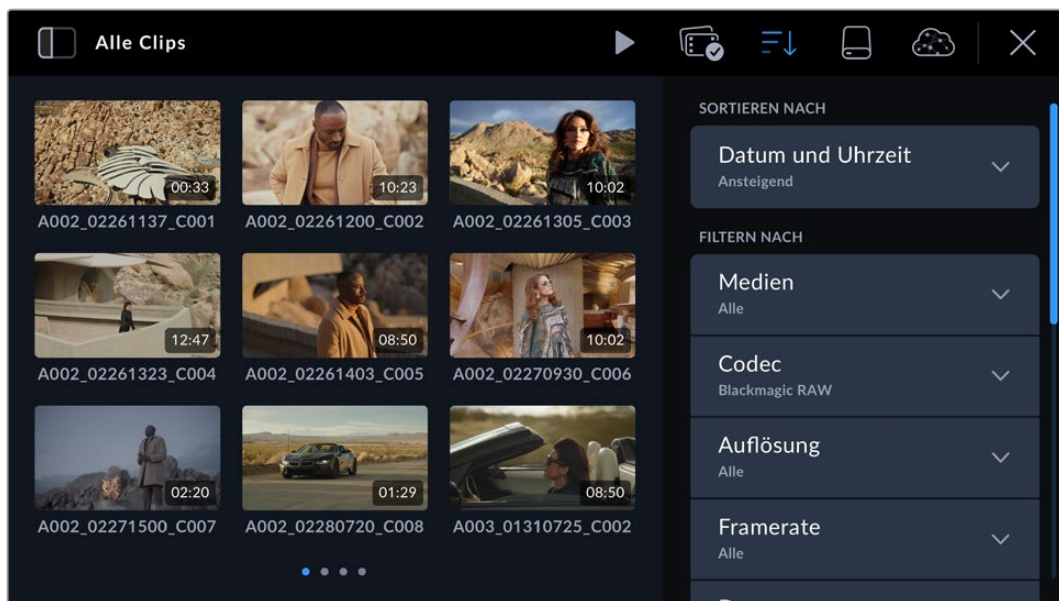 Alle Clips
00:33
10:23
10:02
A002_02261137_C001
A002_02261200_C002
A002_02261305_C003
12:47
08:50
10:02
A002_02261323_C004
A002_02261403_C005
A002_02270930_C006
02:20
01:29
08:50
A002_02271500_C007
A002_02280720_C008
A003_01310725_C002
SORTIEREN NACH
Datum und Uhrzeit
Ansteigend
FILTERN NACH
Medien
Alle
Codec
Blackmagic RAW
Auflösung
Alle
Framerate
Alle